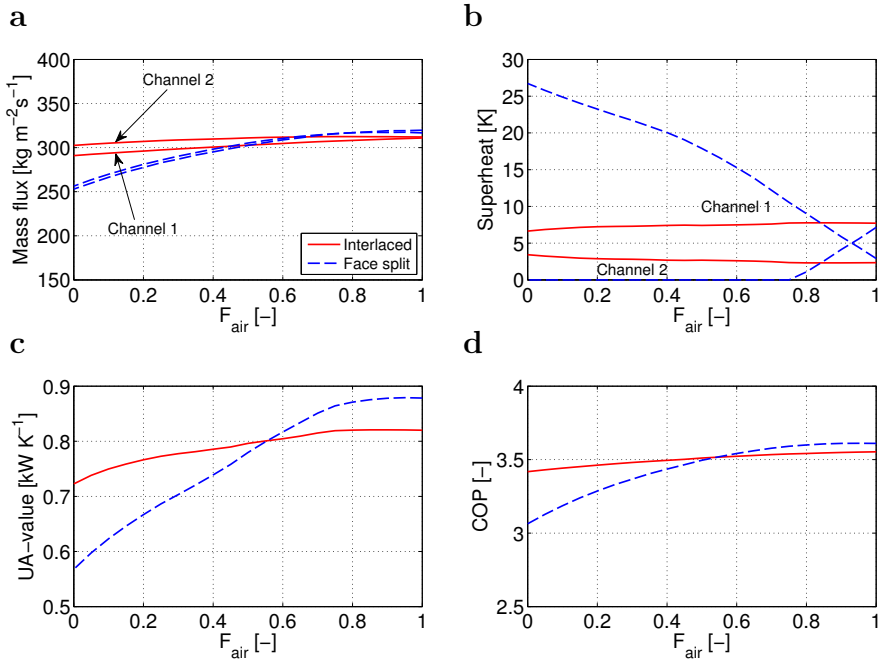 a
400
350
300
250
200
150
Mass flux [kg m⁻²s⁻¹]
Channel 2
Channel 1
Interlaced
Face split
0
0.2
0.4
0.6
0.8
1
F_air [−]
b
30
25
20
15
10
5
0
Superheat [K]
Channel 1
Channel 2
0
0.2
0.4
0.6
0.8
1
F_air [−]
c
0.9
0.8
0.7
0.6
0.5
UA−value [kW K⁻¹]
0
0.2
0.4
0.6
0.8
1
F_air [−]
d
4
3.5
3
2.5
COP [−]
0
0.2
0.4
0.6
0.8
1
F_air [−]